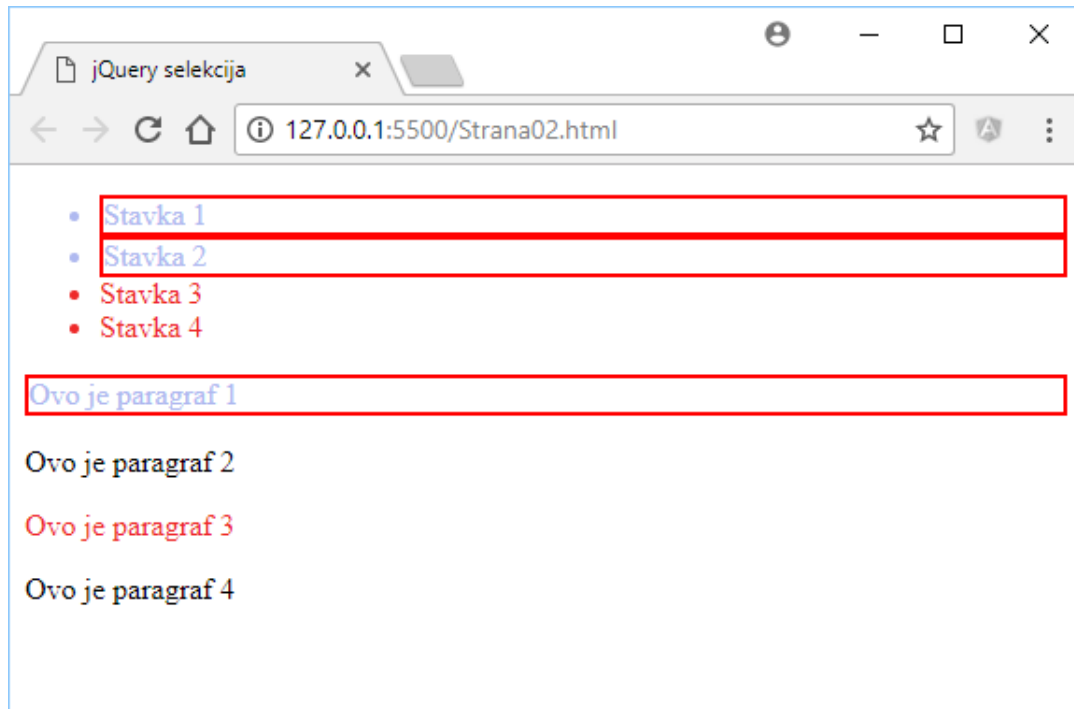 jQuery selekcija
127.0.0.1:5500/Strana02.html
Stavka 1
Stavka 2
Stavka 3
Stavka 4
Ovo je paragraf 1
Ovo je paragraf 2
Ovo je paragraf 3
Ovo je paragraf 4